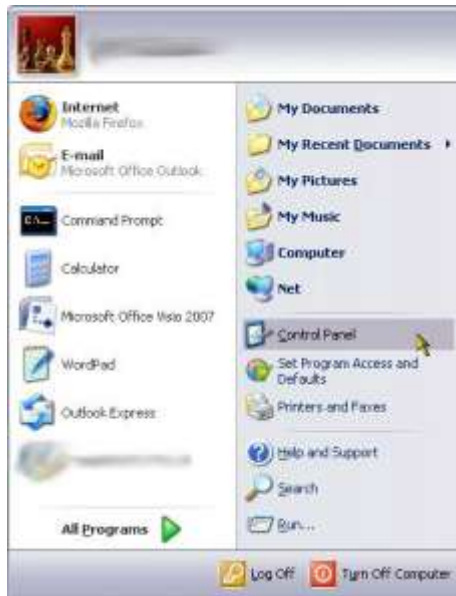 Internet
Mozilla Firefox
E-mail
Microsoft Office Outlook
Command Prompt
Calculator
Microsoft Office Visio 2007
WordPad
Outlook Express
All Programs
My Documents
My Recent Documents
My Pictures
My Music
Computer
Net
Control Panel
Set Program Access and
Defaults
Printers and Faxes
Help and Support
Search
Run...
Log Off
Turn Off Computer